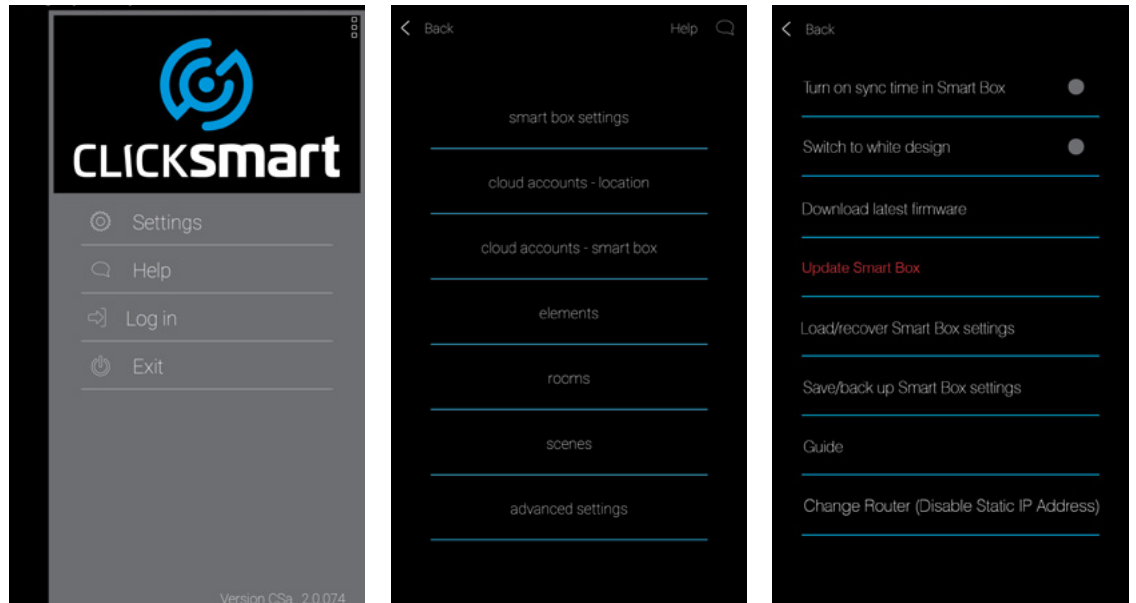 CLICKsmart
Settings
Help
Log in
Exit
Version CSa 2.0.074
Back
Help
smart box settings
cloud accounts - location
cloud accounts - smart box
elements
rooms
scenes
advanced settings
Back
Turn on sync time in Smart Box
Switch to white design
Download latest firmware
Update Smart Box
Load/recover Smart Box settings
Save/back up Smart Box settings
Guide
Change Router (Disable Static IP Address)